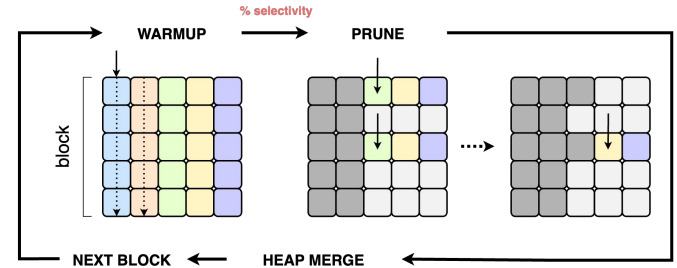 % selectivity
WARMUP
PRUNE
block
NEXT BLOCK
HEAP MERGE